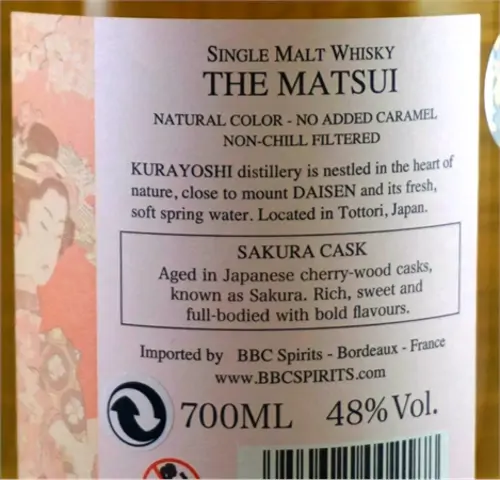 SINGLE MALT WHISKY
THE MATSUI
NATURAL COLOR - NO ADDED CARAMEL
NON-CHILL FILTERED
KURAYOSHI distillery is nestled in the heart of
nature, close to mount DAISEN and its fresh,
soft spring water. Located in Tottori, Japan.
SAKURA CASK
Aged in Japanese cherry-wood casks,
known as Sakura. Rich, sweet and
full-bodied with bold flavours.
Imported by BBC Spirits - Bordeaux - France
www.BBCSPIRITS.com
700ML 48% Vol.